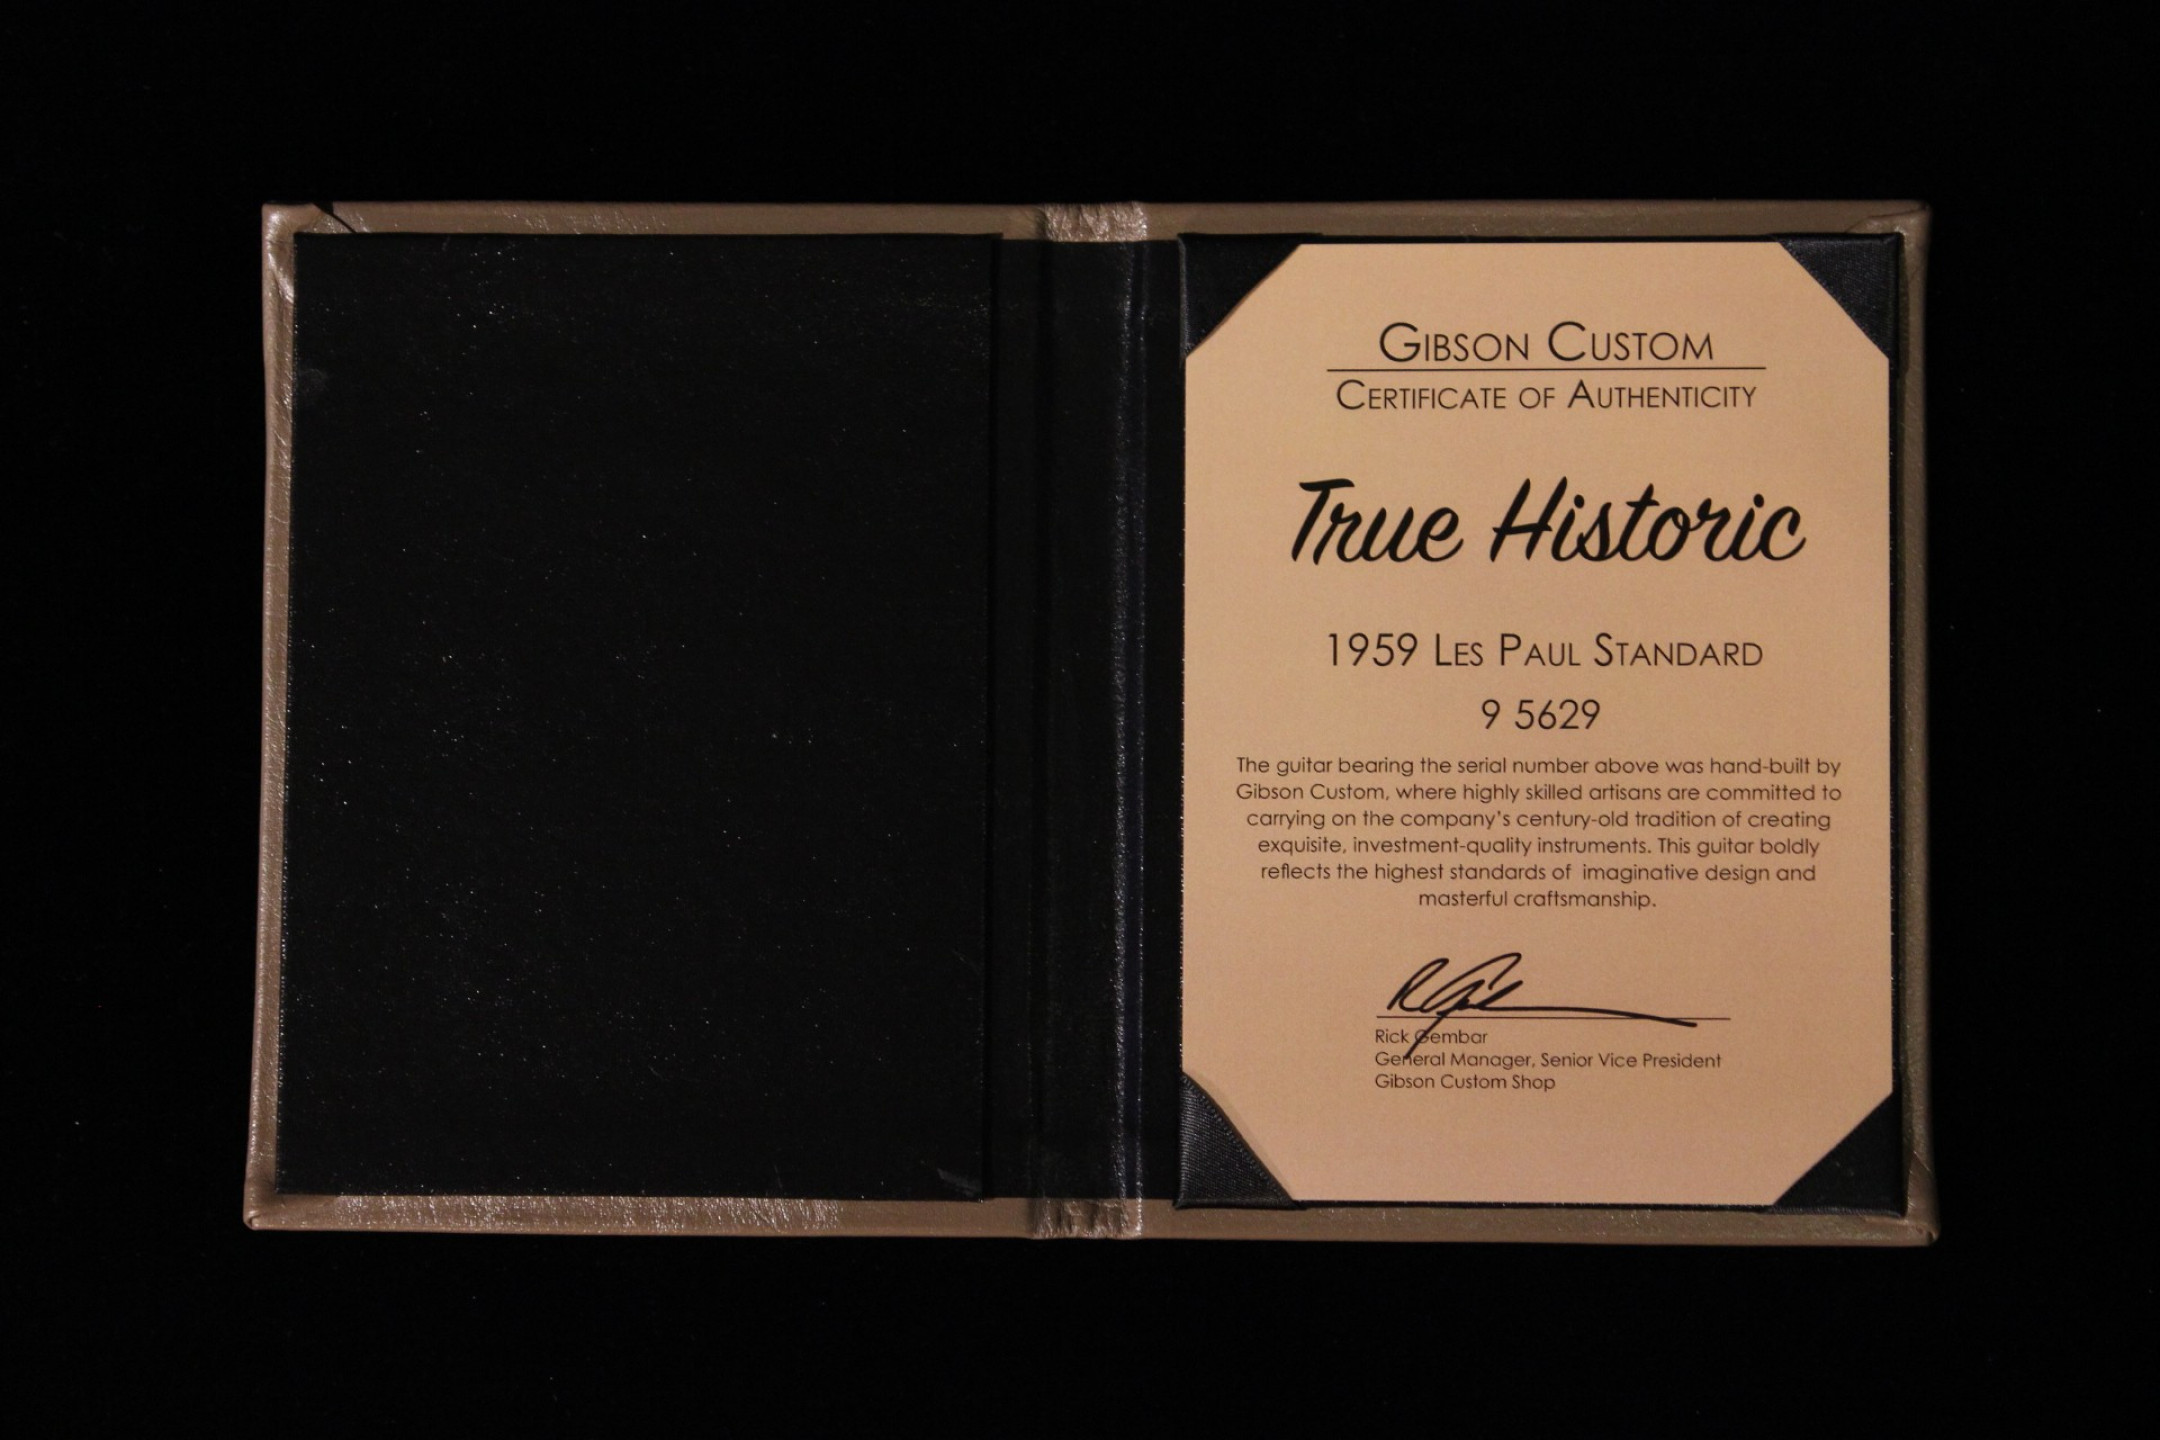 GIBSON CUSTOM
CERTIFICATE OF AUTHENTICITY
True Historic
1959 LES PAUL STANDARD
9 5629
The guitar bearing the serial number above was hand-built by
Gibson Custom, where highly skilled artisans are committed to
carrying on the company's century-old tradition of creating
exquisite, investment-quality instruments. This guitar boldly
reflects the highest standards of imaginative design and
masterful craftsmanship.
Rick Gembar
General Manager, Senior Vice President
Gibson Custom Shop